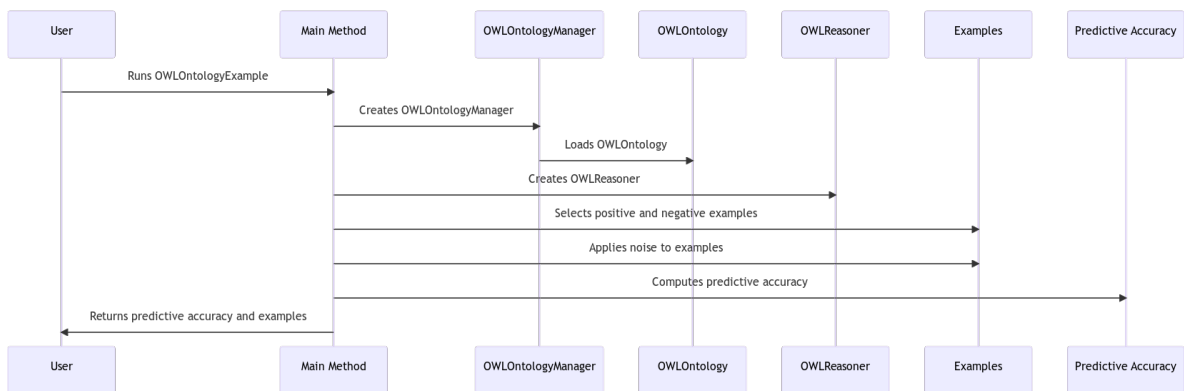 User
Main Method
OWLOntologyManager
OWLOntology
OWLReasoner
Examples
Predictive Accuracy
Runs OWLOntologyExample
Creates OWLOntologyManager
Loads OWLOntology
Creates OWLReasoner
Selects positive and negative examples
Applies noise to examples
Computes predictive accuracy
Returns predictive accuracy and examples
User
Main Method
OWLOntologyManager
OWLOntology
OWLReasoner
Examples
Predictive Accuracy